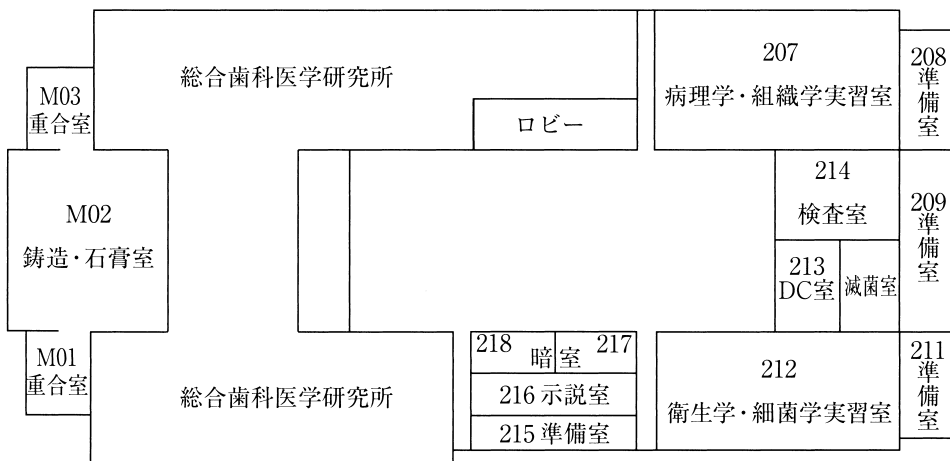 総合歯科医学研究所
M03
重合室
ロビー
207
病理学・組織学実習室
208
準備室
M02
鋳造・石膏室
214
検査室
209
準備室
213
DC室
滅菌室
M01
重合室
総合歯科医学研究所
218
暗室
217
216 示説室
215 準備室
212
衛生学・細菌学実習室
211
準備室